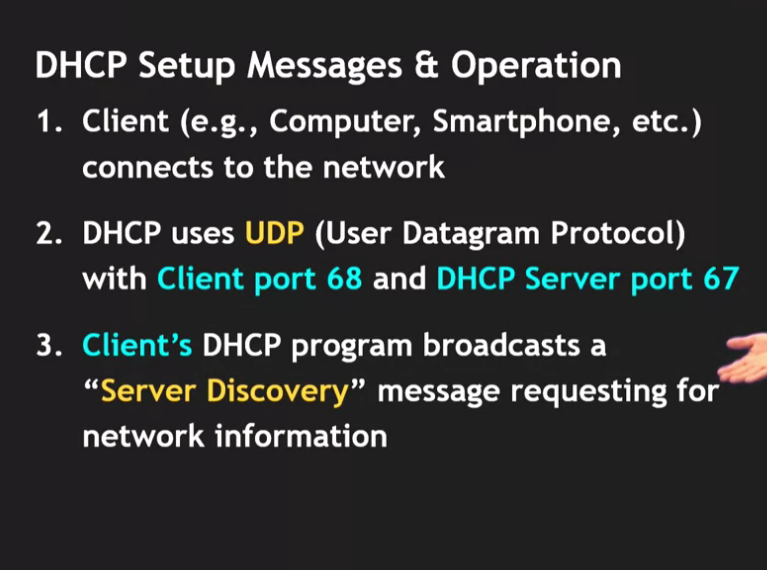 DHCP Setup Messages & Operation
1. Client (e.g., Computer, Smartphone, etc.)
connects to the network
2. DHCP uses UDP (User Datagram Protocol)
with Client port 68 and DHCP Server port 67
3. Client’s DHCP program broadcasts a
“Server Discovery” message requesting for
network information